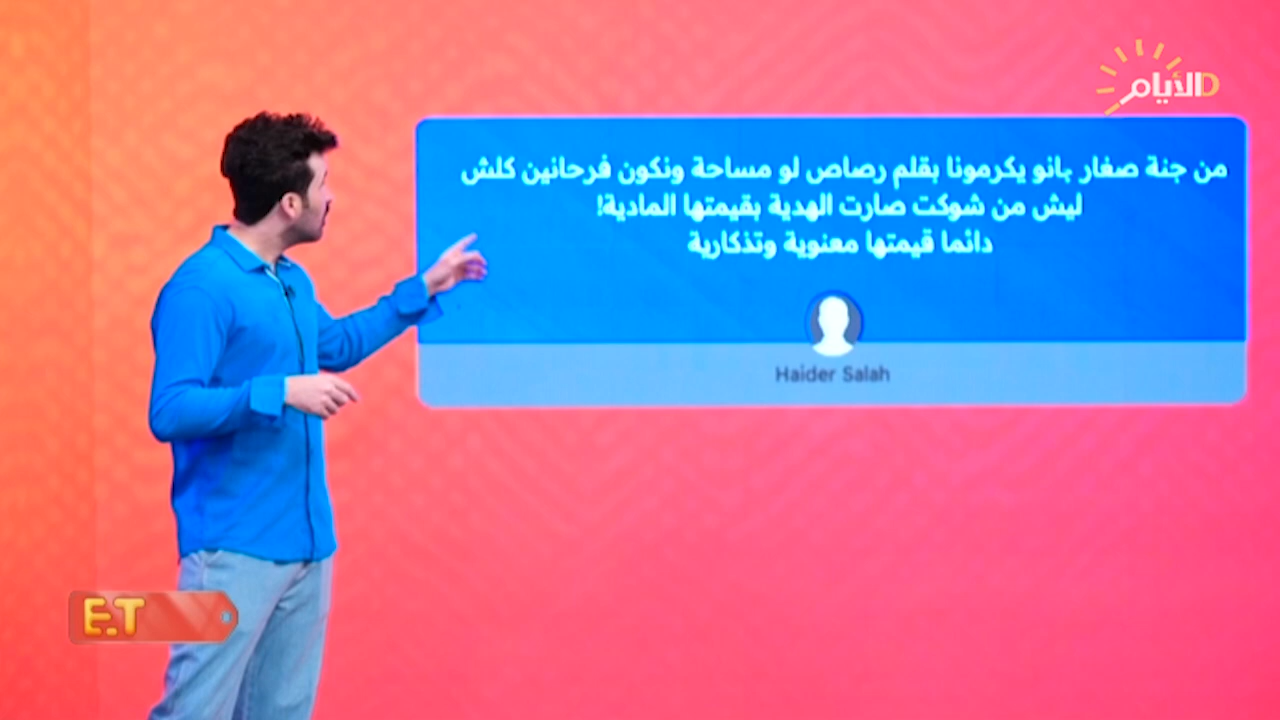 الأيام
من جنة صغار جانو يكرمونا بقلم رصاص لو مساحة ونكون فرحانين كلش
ليش من شوكت صارت الهدية بقيمتها المادية!
دائما قيمتها معنوية وتذكارية
Haider Salah
E.T